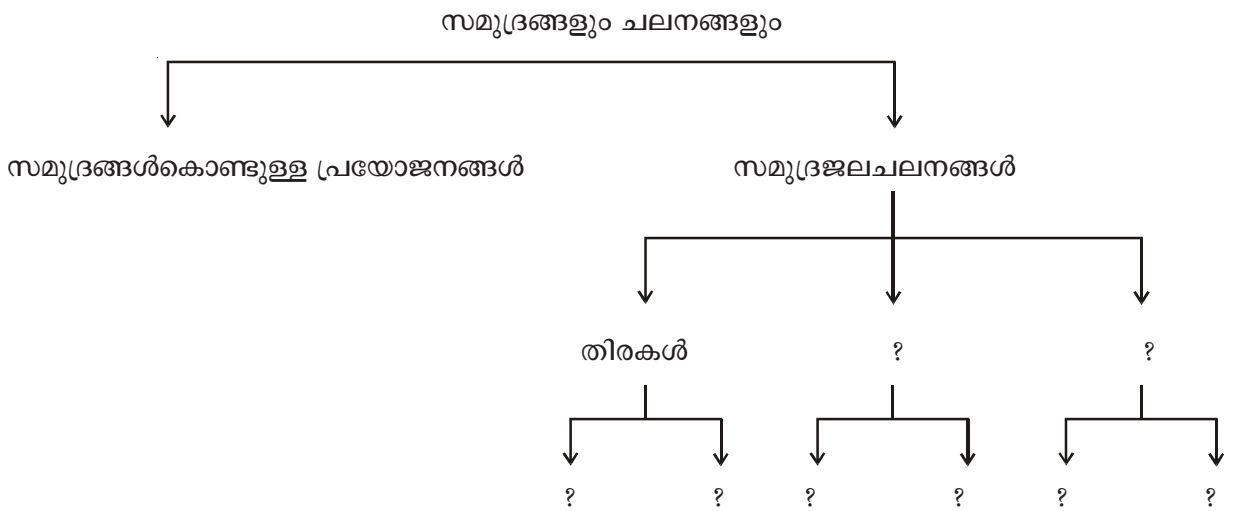 സമുദ്രങ്ങളും ചലനങ്ങളും
സമുദ്രങ്ങൾകൊണ്ടുള്ള പ്രയോജനങ്ങൾ സമുദ്രജലചലനങ്ങൾ
തിരകൾ ? ?
? ? ? ? ? ?